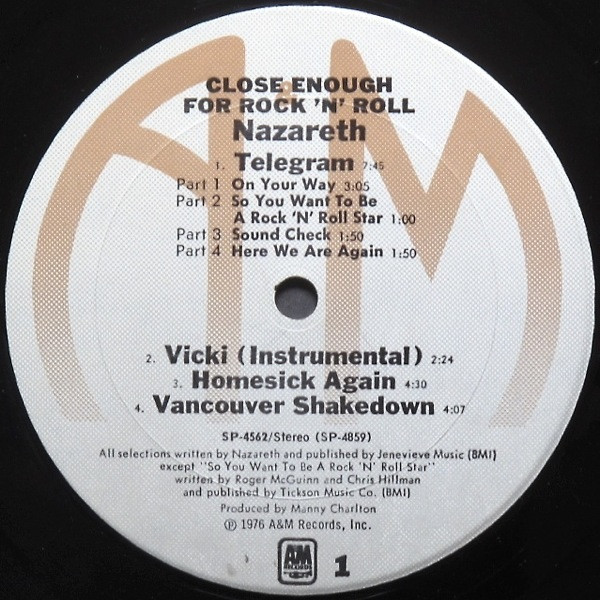 CLOSE ENOUGH
FOR ROCK 'N' ROLL
Nazareth
1. Telegram 7:45
Part 1 On Your Way 3:05
Part 2 So You Want To Be
A Rock 'N' Roll Star 1:00
Part 3 Sound Check 1:50
Part 4 Here We Are Again 1:50
2. Vicki (Instrumental) 2:24
3. Homesick Again 4:30
4. Vancouver Shakedown 4:07
SP-4562/Stereo (SP-4859)
All selections written by Nazareth and published by Jenevieve Music (BMI)
except "So You Want To Be A Rock 'N' Roll Star"
written by Roger McGuinn and Chris Hillman
and published by Tickson Music Co. (BMI)
Produced by Manny Charlton
℗ 1976 A&M Records, Inc.
A&M
RECORDS
1